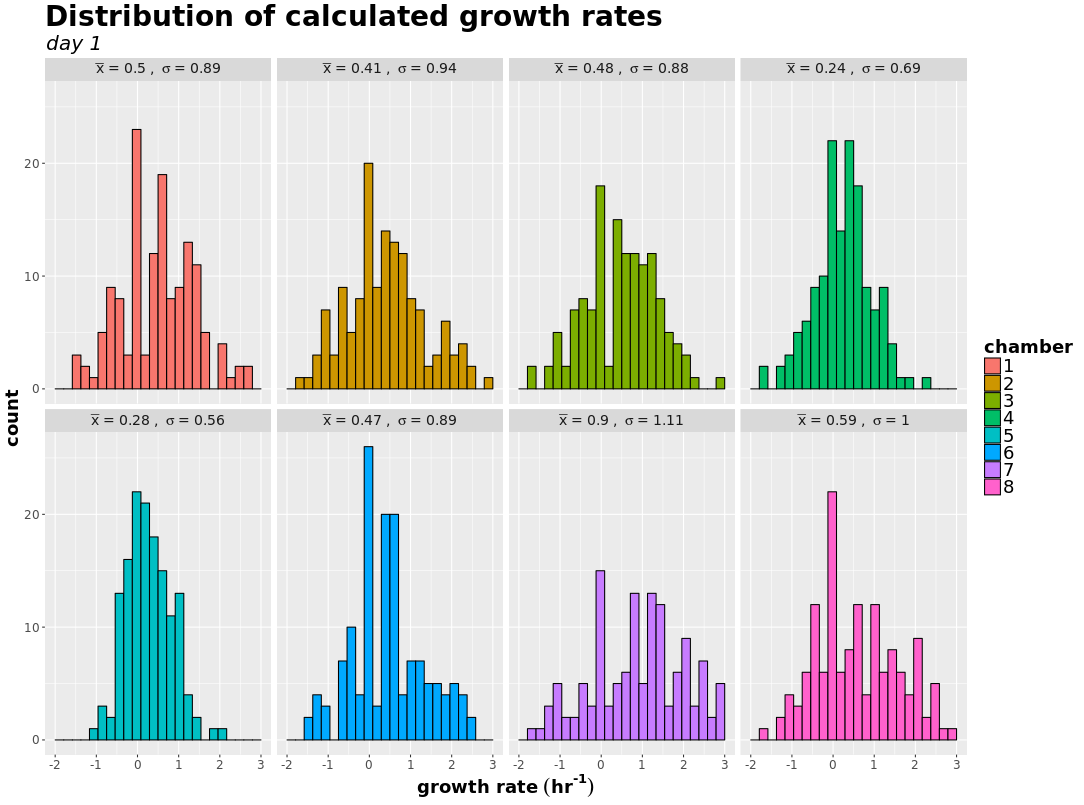 Distribution of calculated growth rates
day 1
x̅ = 0.5 , σ = 0.89
x̅ = 0.41 , σ = 0.94
x̅ = 0.48 , σ = 0.88
x̅ = 0.24 , σ = 0.69
20
10
0
x̅ = 0.28 , σ = 0.56
x̅ = 0.47 , σ = 0.89
x̅ = 0.9 , σ = 1.11
x̅ = 0.59 , σ = 1
20
10
0
-2 -1 0 1 2 3
-2 -1 0 1 2 3
-2 -1 0 1 2 3
-2 -1 0 1 2 3
count
growth rate (hr⁻¹)
chamber
1
2
3
4
5
6
7
8